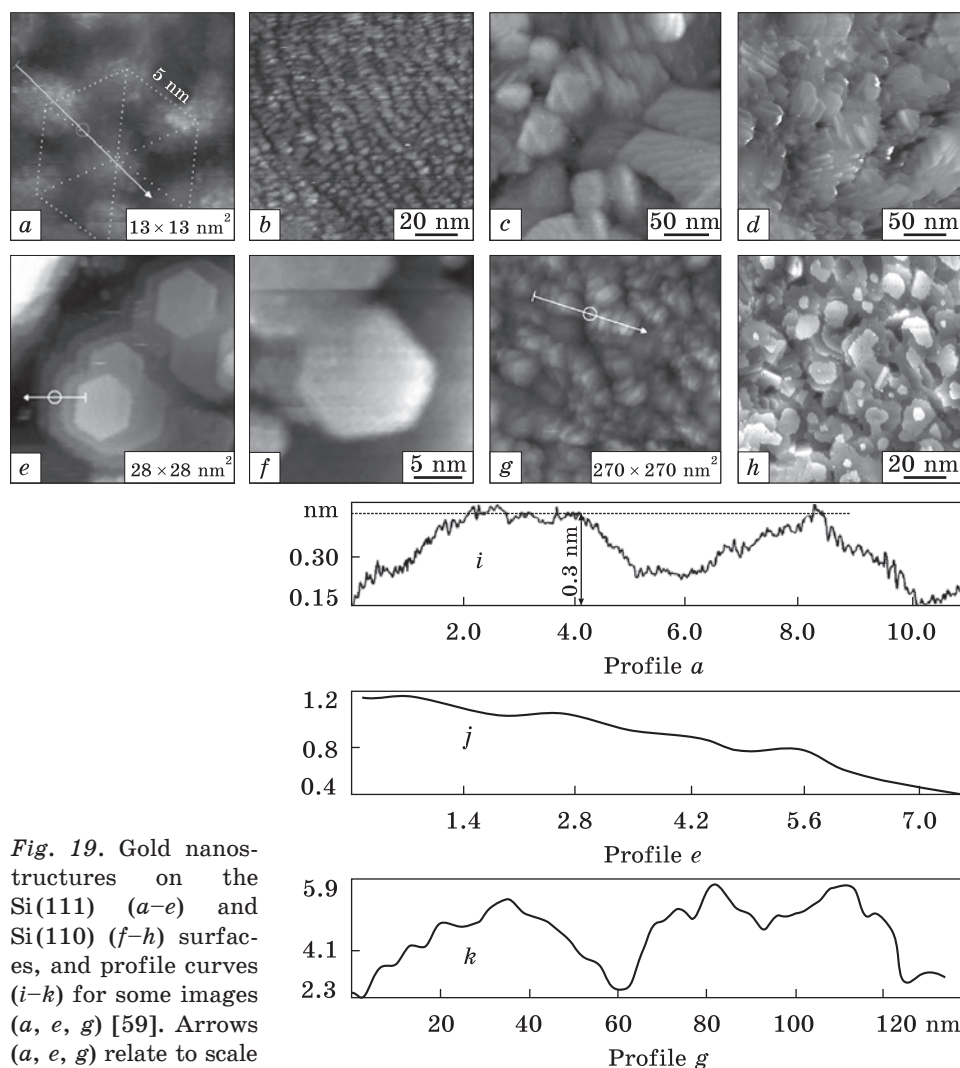 5 nm
a
13 × 13 nm²
b
20 nm
c
50 nm
d
50 nm
e
28 × 28 nm²
f
5 nm
g
270 × 270 nm²
h
20 nm
nm
0.30
0.15
i
0.3 nm
2.0 4.0 6.0 8.0 10.0
Profile a
1.2
0.8
0.4
j
1.4 2.8 4.2 5.6 7.0
Profile e
5.9
4.1
2.3
k
20 40 60 80 100 120 nm
Profile g
Fig. 19. Gold nanos-
tructures on the
Si(111) (a–e) and
Si(110) (f–h) surfac-
es, and profile curves
(i–k) for some images
(a, e, g) [59]. Arrows
(a, e, g) relate to scale